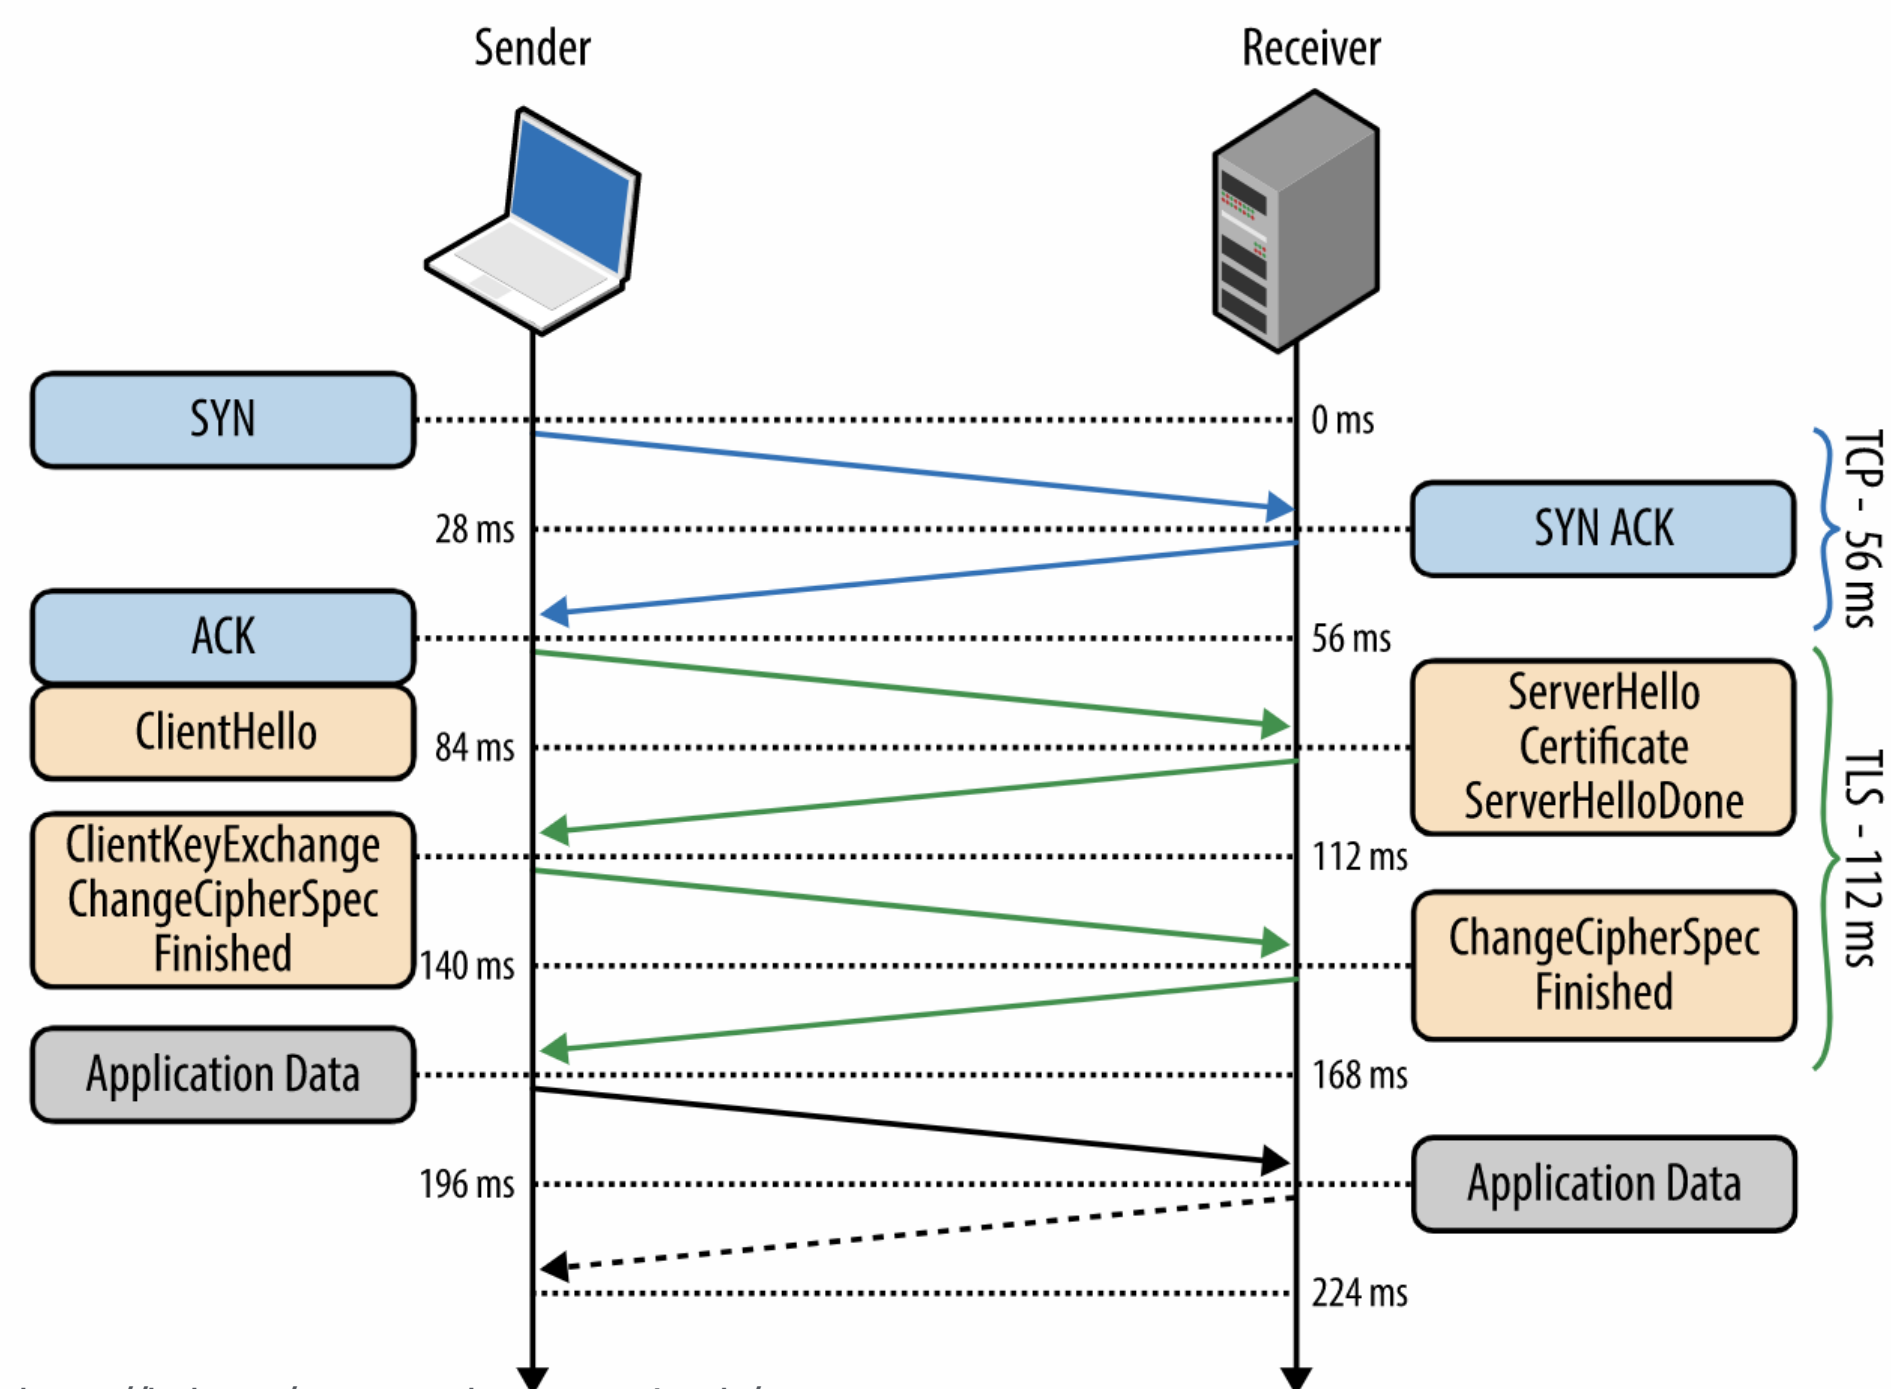 Sender
Receiver
SYN
0 ms
28 ms
SYN ACK
TCP - 56 ms
ACK
56 ms
ClientHello
84 ms
ServerHello
Certificate
ServerHelloDone
TLS - 112 ms
ClientKeyExchange
ChangeCipherSpec
Finished
112 ms
140 ms
ChangeCipherSpec
Finished
Application Data
168 ms
196 ms
Application Data
224 ms